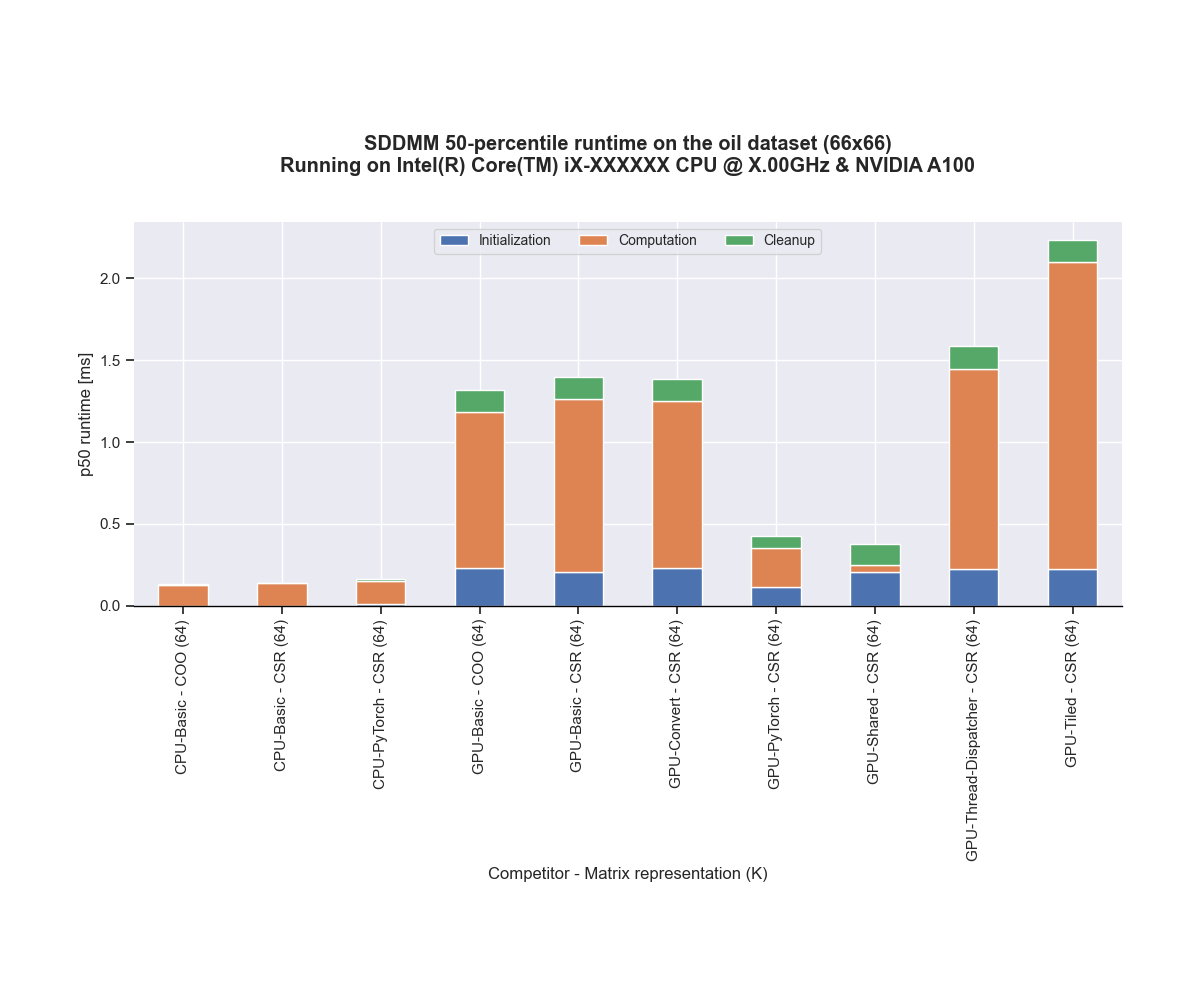 SDDMM 50-percentile runtime on the oil dataset (66x66)
Running on Intel(R) Core(TM) iX-XXXXXX CPU @ X.00GHz & NVIDIA A100
Initialization
Computation
Cleanup
p50 runtime [ms]
2.0
1.5
1.0
0.5
0.0
CPU-Basic - COO (64)
CPU-Basic - CSR (64)
CPU-PyTorch - CSR (64)
GPU-Basic - COO (64)
GPU-Basic - CSR (64)
GPU-Convert - CSR (64)
GPU-PyTorch - CSR (64)
GPU-Shared - CSR (64)
GPU-Thread-Dispatcher - CSR (64)
GPU-Tiled - CSR (64)
Competitor - Matrix representation (K)